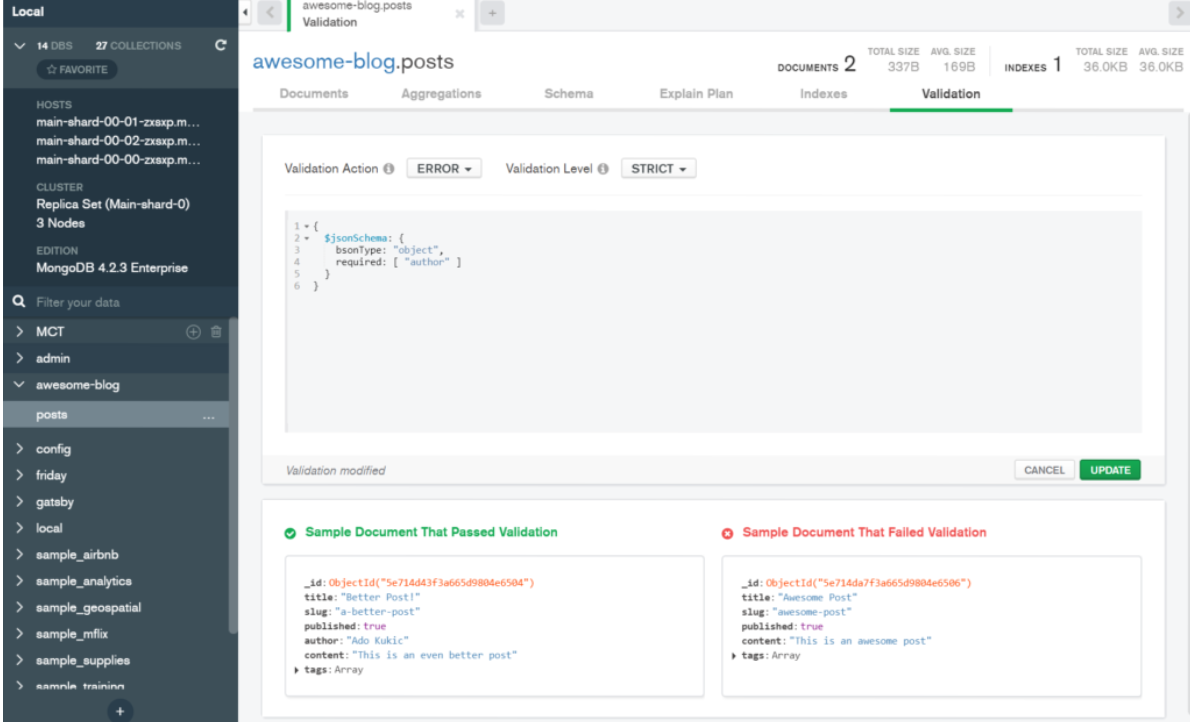 Local
14 DBS 27 COLLECTIONS
FAVORITE
HOSTS
main-shard-00-01-zxsxp.m...
main-shard-00-02-zxsxp.m...
main-shard-00-00-zxsxp.m...
CLUSTER
Replica Set (Main-shard-0)
3 Nodes
EDITION
MongoDB 4.2.3 Enterprise
Filter your data
MCT
admin
awesome-blog
posts ...
config
friday
gatsby
local
sample_airbnb
sample_analytics
sample_geospatial
sample_mflix
sample_supplies
sample_training
awesome-blog.posts
Validation
awesome-blog.posts
DOCUMENTS 2 TOTAL SIZE 337B AVG. SIZE 169B INDEXES 1 TOTAL SIZE 36.0KB AVG. SIZE 36.0KB
Documents Aggregations Schema Explain Plan Indexes Validation
Validation Action ERROR Validation Level STRICT
1 {
2 $jsonSchema: {
3 bsonType: "object",
4 required: [ "author" ]
5 }
6 }
Validation modified
CANCEL UPDATE
Sample Document That Passed Validation
_id: ObjectId("5e714d43f3a665d9804e6504")
title: "Better Post!"
slug: "a-better-post"
published: true
author: "Ado Kukic"
content: "This is an even better post"
tags: Array
Sample Document That Failed Validation
_id: ObjectId("5e714da7f3a665d9804e6506")
title: "Awesome Post"
slug: "awesome-post"
published: true
content: "This is an awesome post"
tags: Array